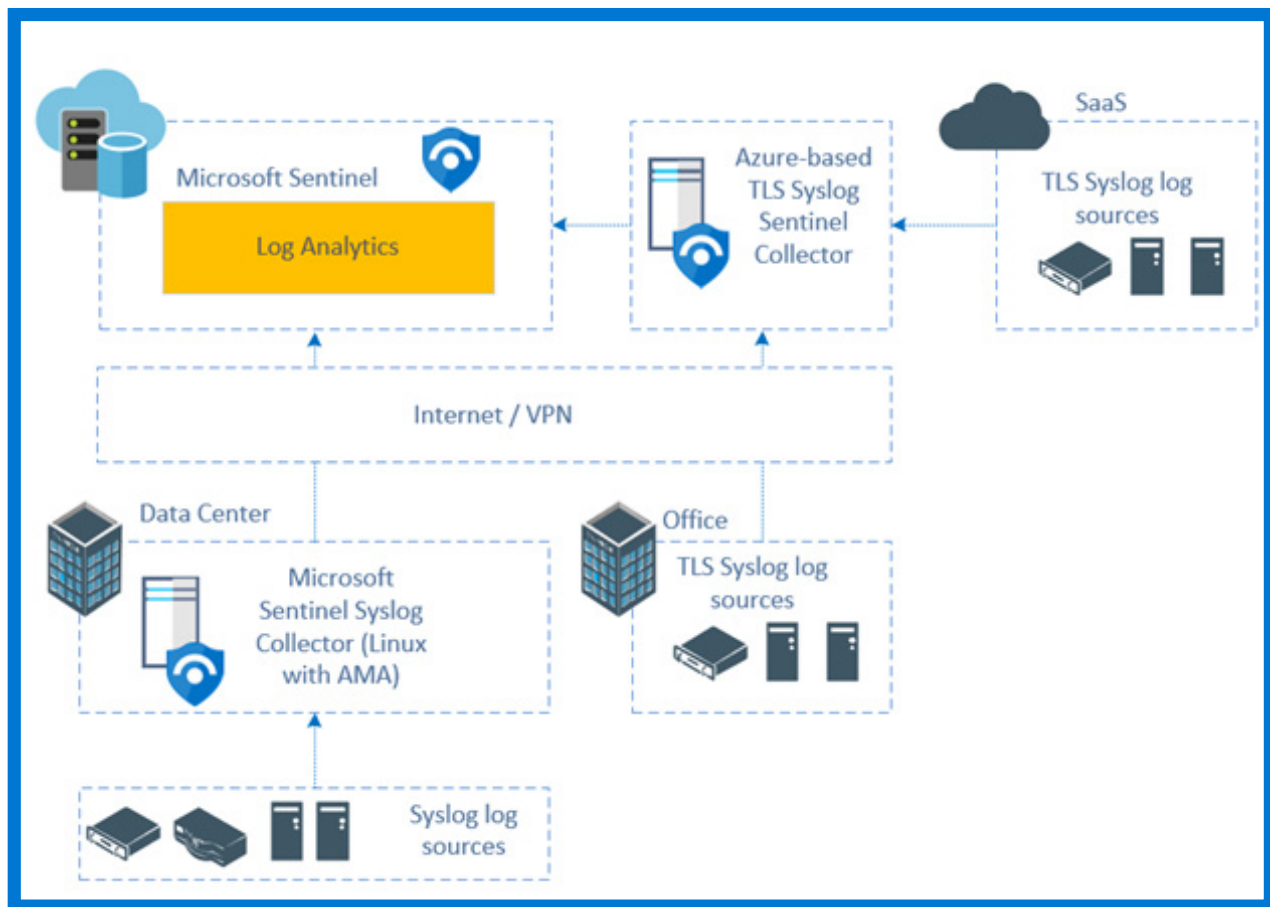 SaaS
Microsoft Sentinel
Log Analytics
Azure-based
TLS Syslog
Sentinel
Collector
TLS Syslog log
sources
Internet / VPN
Data Center
Microsoft
Sentinel Syslog
Collector (Linux
with AMA)
Office
TLS Syslog log
sources
Syslog log
sources